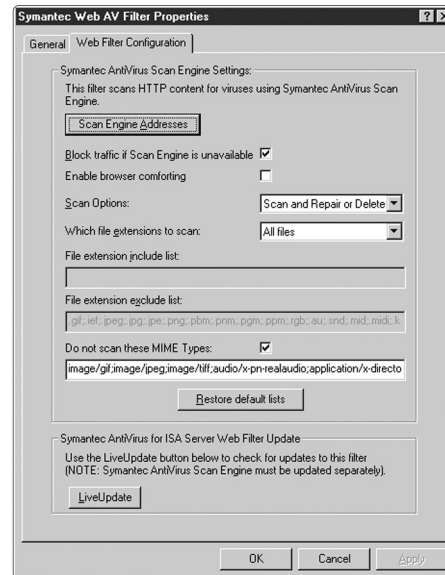 Symantec Web AV Filter Properties
General
Web Filter Configuration
Symantec AntiVirus Scan Engine Settings:
This filter scans HTTP content for viruses using Symantec AntiVirus Scan
Engine.
Scan Engine Addresses
Block traffic if Scan Engine is unavailable
Enable browser comforting
Scan Options:
Scan and Repair or Delete
Which file extensions to scan:
All files
File extension include list:
File extension exclude list:
.gif;.ief;.jpeg;.jpg;.jpe;.png;.pbm;.pnm;.pgm;.ppm;.rgb;.au;.snd;.mid;.midi;.k
Do not scan these MIME Types:
image/gif;image/jpeg;image/tiff;audio/x-pn-realaudio;application/x-directo
Restore default lists
Symantec AntiVirus for ISA Server Web Filter Update
Use the LiveUpdate button below to check for updates to this filter
(NOTE: Symantec AntiVirus Scan Engine must be updated separately).
LiveUpdate
OK
Cancel
Apply